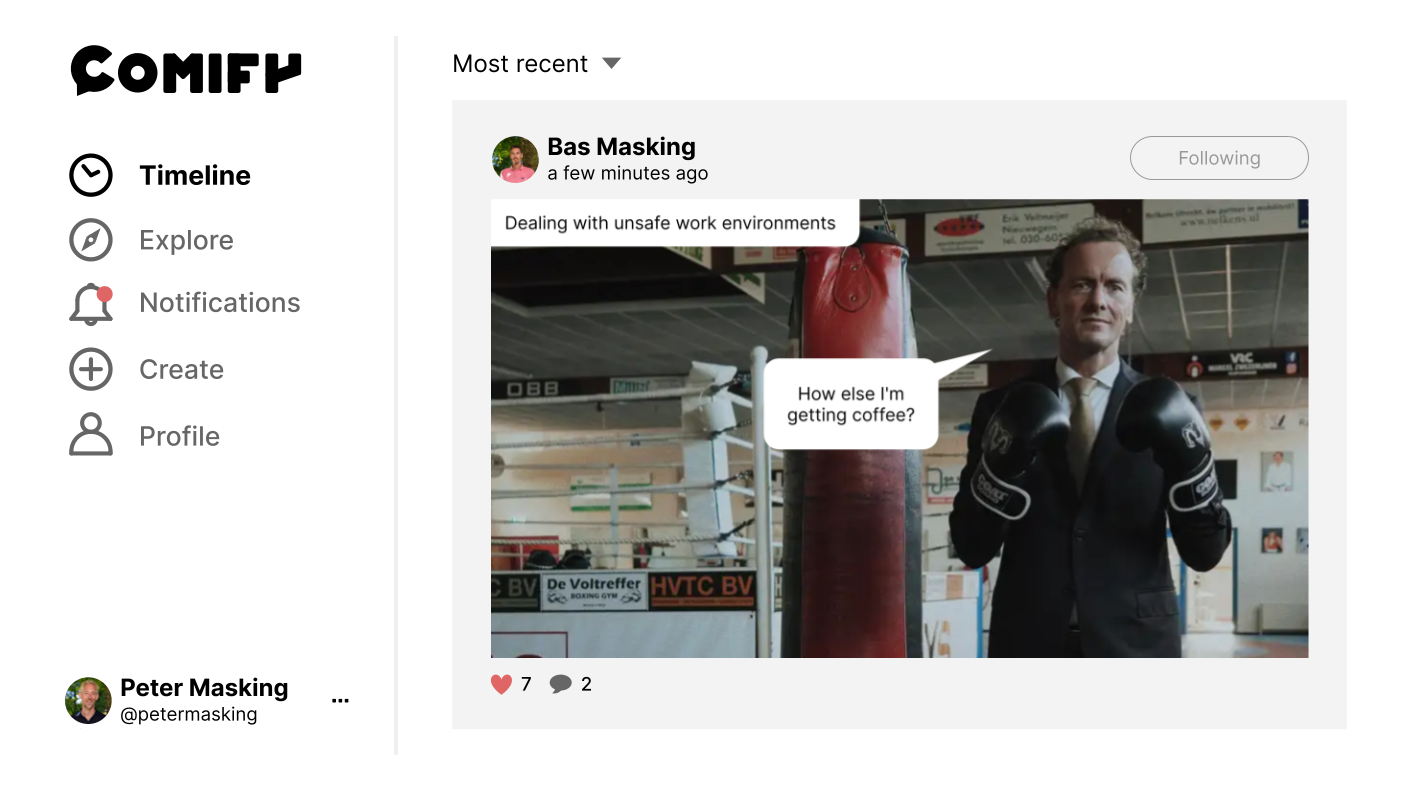 COMIFY
Timeline
Explore
Notifications
Create
Profile
Peter Masking
@petermasking
...
Most recent
Bas Masking
a few minutes ago
Following
Dealing with unsafe work environments
Erik Veltmeijer
Nieuwegein
tel. 030-605
How else I'm
getting coffee?
OBB
VRC
C BV
De Voltreffer
BOXING GYM
HVTC BV
7
2